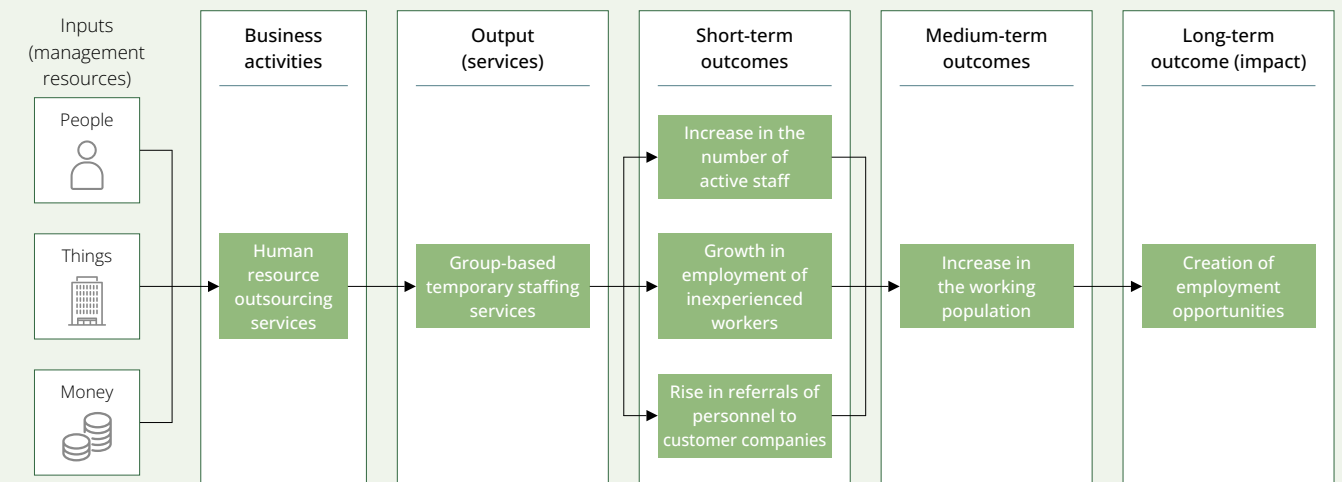 Inputs
(management
resources)
People
Things
Money
Business
activities
Human
resource
outsourcing
services
Output
(services)
Group-based
temporary staffing
services
Short-term
outcomes
Increase in the
number of
active staff
Growth in
employment of
inexperienced
workers
Rise in referrals of
personnel to
customer companies
Medium-term
outcomes
Increase in
the working
population
Long-term
outcome (impact)
Creation of
employment
opportunities